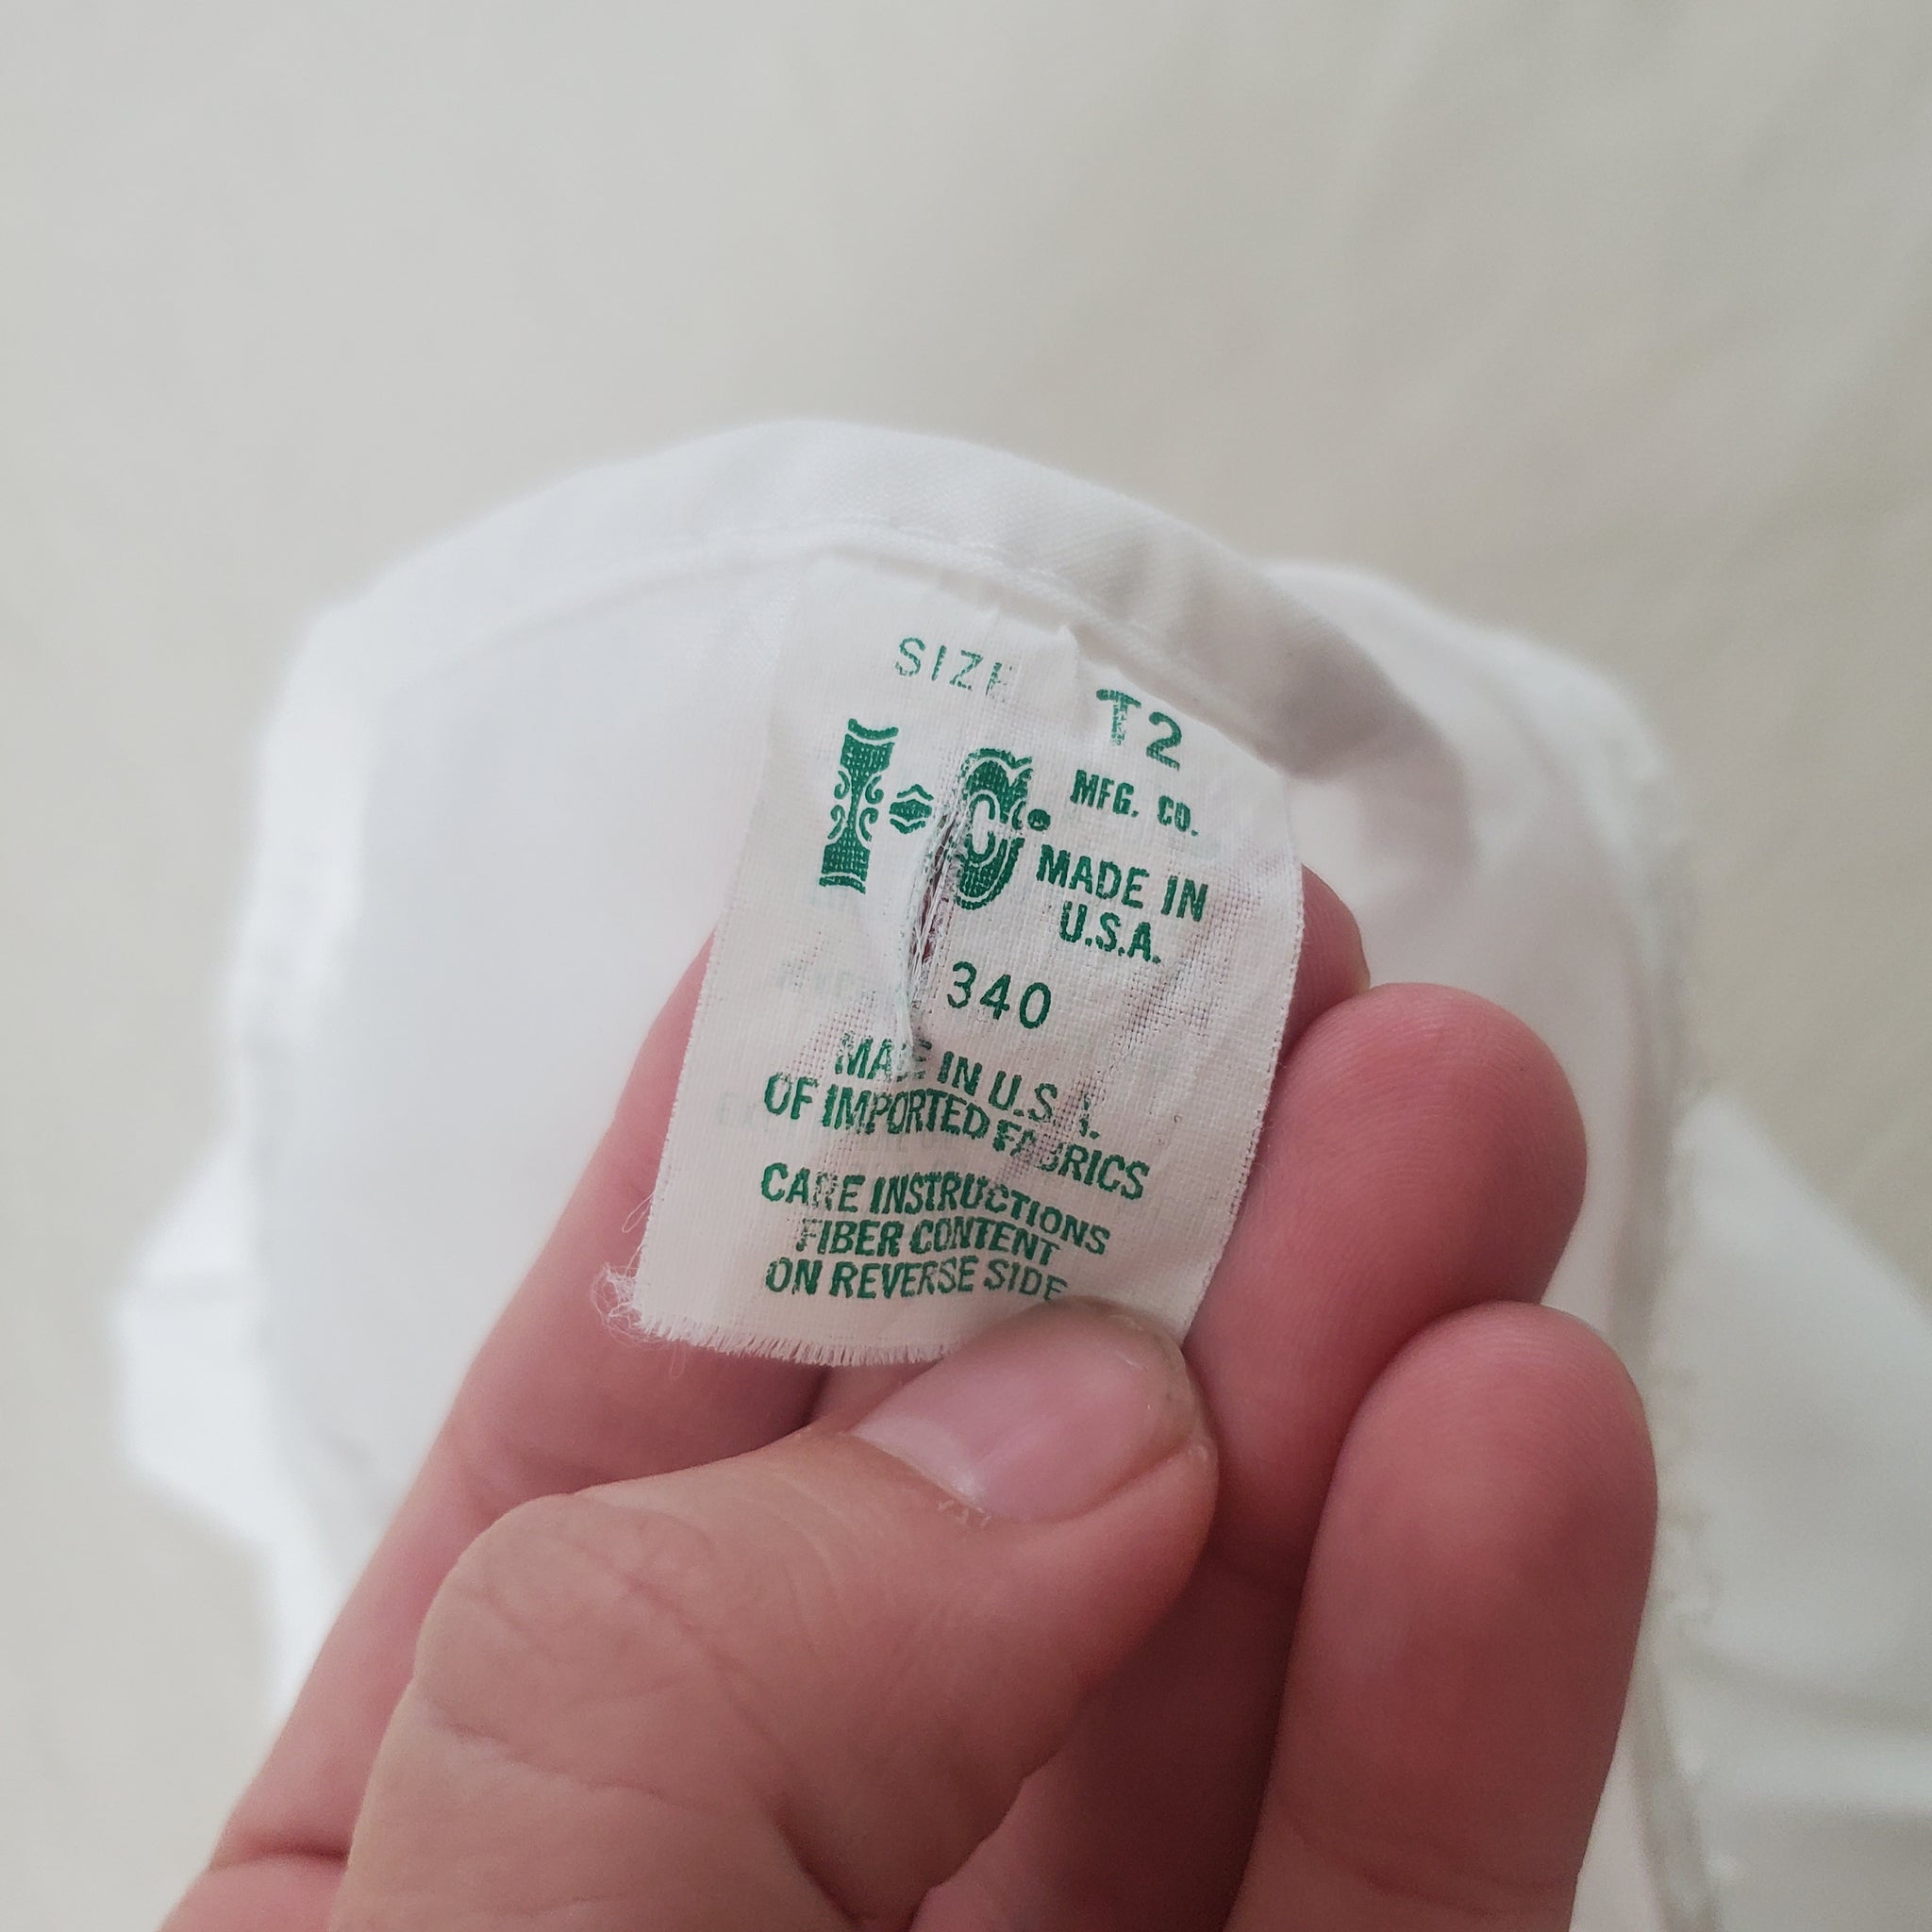 SIZE T2
I·C·® MFG. CO.
MADE IN
U.S.A.
340
MADE IN U.S.A.
OF IMPORTED FABRICS
CARE INSTRUCTIONS
FIBER CONTENT
ON REVERSE SIDE